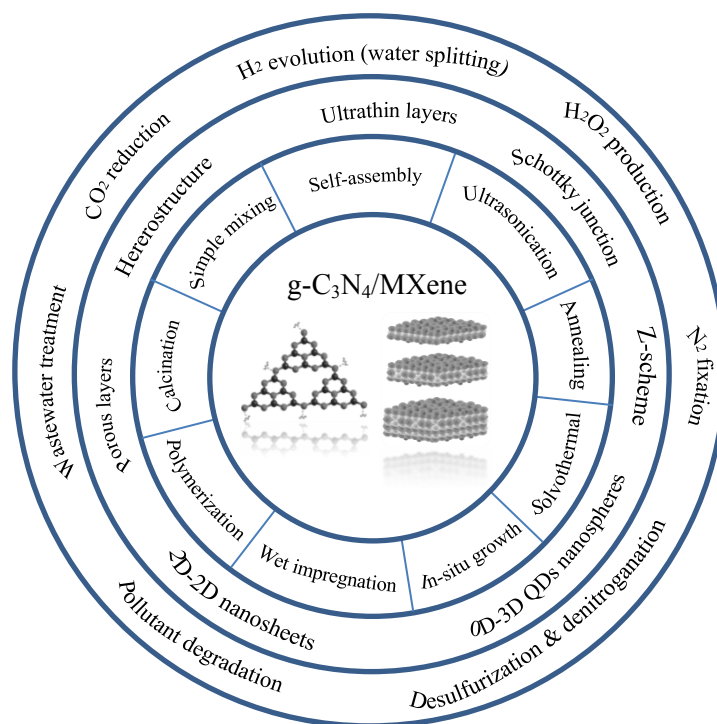 H₂ evolution (water splitting)
H₂O₂ production
N₂ fixation
Desulfurization & denitroganation
Pollutant degradation
Wastewater treatment
CO₂ reduction
Ultrathin layers
Schottky junction
Z-scheme
0D-3D QDs nanospheres
2D-2D nanosheets
Porous layers
Hererostructure
Self-assembly
Ultrasonication
Annealing
Solvothermal
In-situ growth
Wet impregnation
Polymerization
Calcination
Simple mixing
g-C₃N₄/MXene